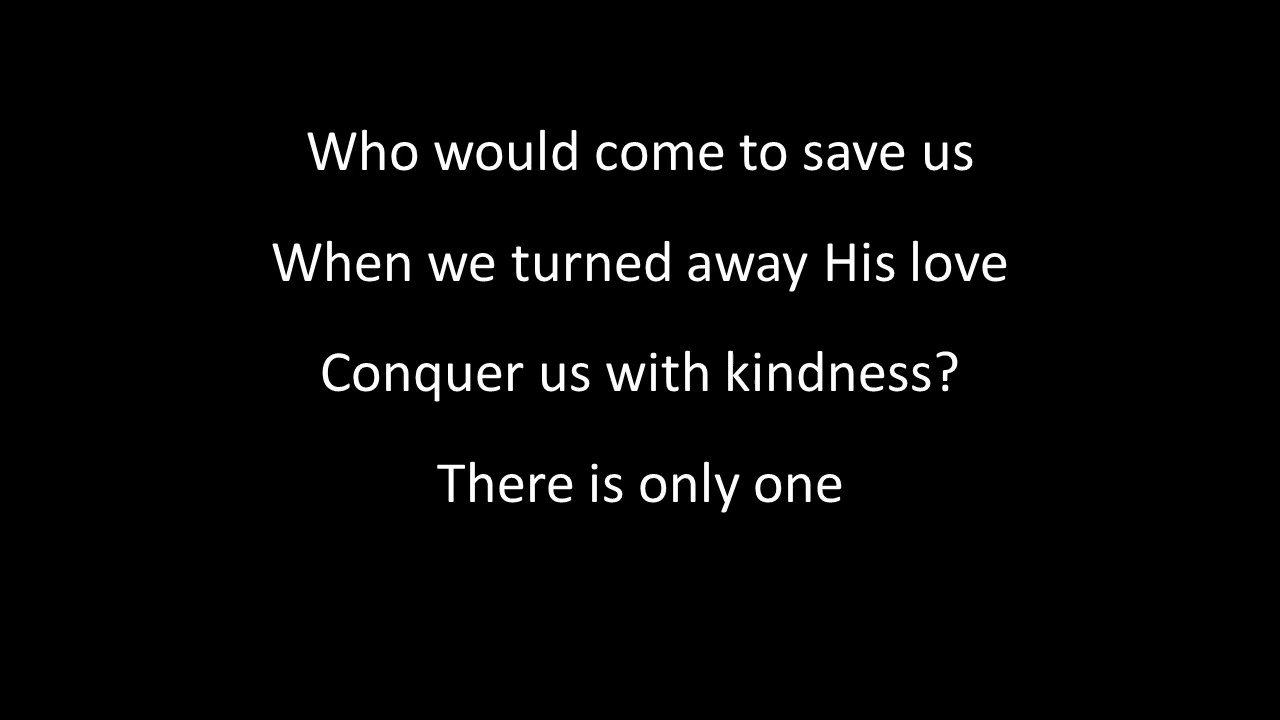 Who would come to save us
When we turned away His love
Conquer us with kindness?
There is only one